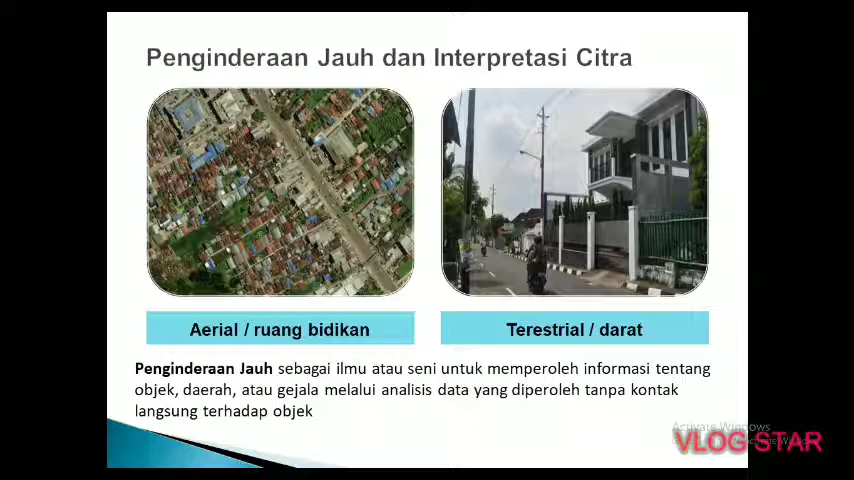 Penginderaan Jauh dan Interpretasi Citra
Aerial / ruang bidikan
Terestrial / darat
Penginderaan Jauh sebagai ilmu atau seni untuk memperoleh informasi tentang
objek, daerah, atau gejala melalui analisis data yang diperoleh tanpa kontak
langsung terhadap objek
Activate Windows
VLOG STAR